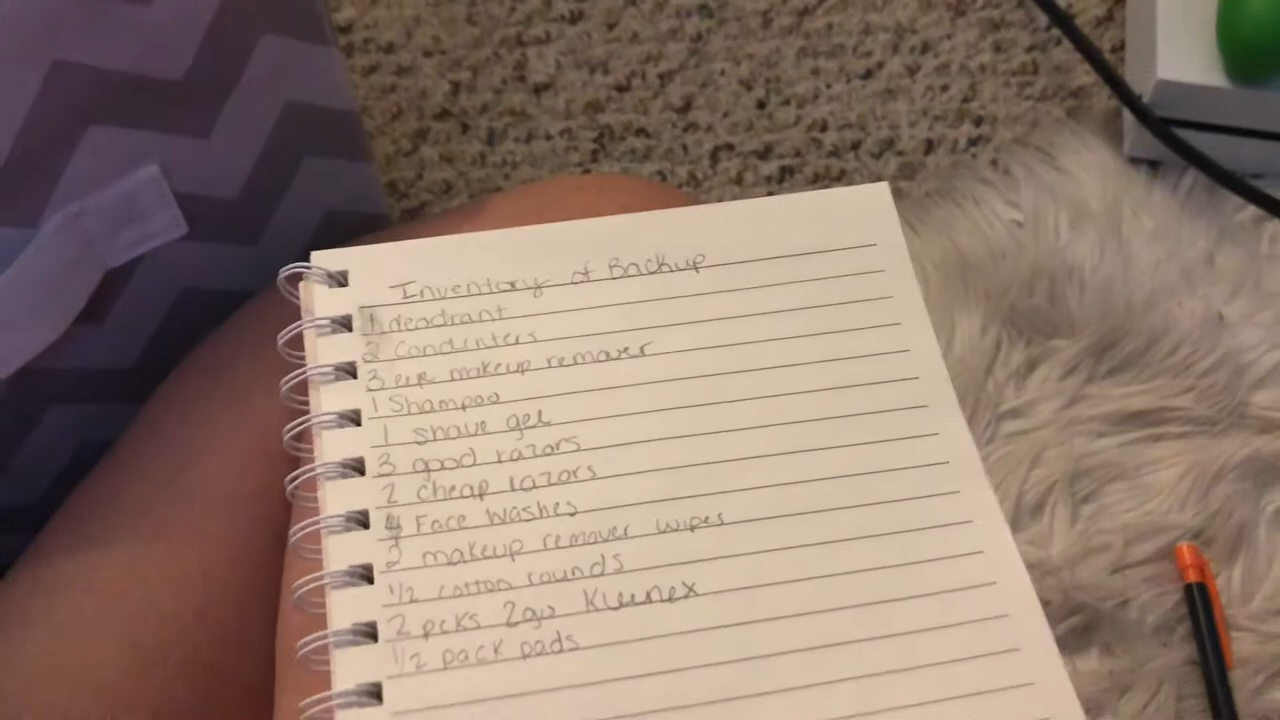 Inventory of Backup
1 deodrant
2 Condinters
3 eye makeup remover
1 Shampoo
1 shave gel
3 good razors
2 cheap razors
4 Face washes
2 makeup remover wipes
1/2 cotton rounds
2 pcks 2go Kleenex
1/2 pack pads